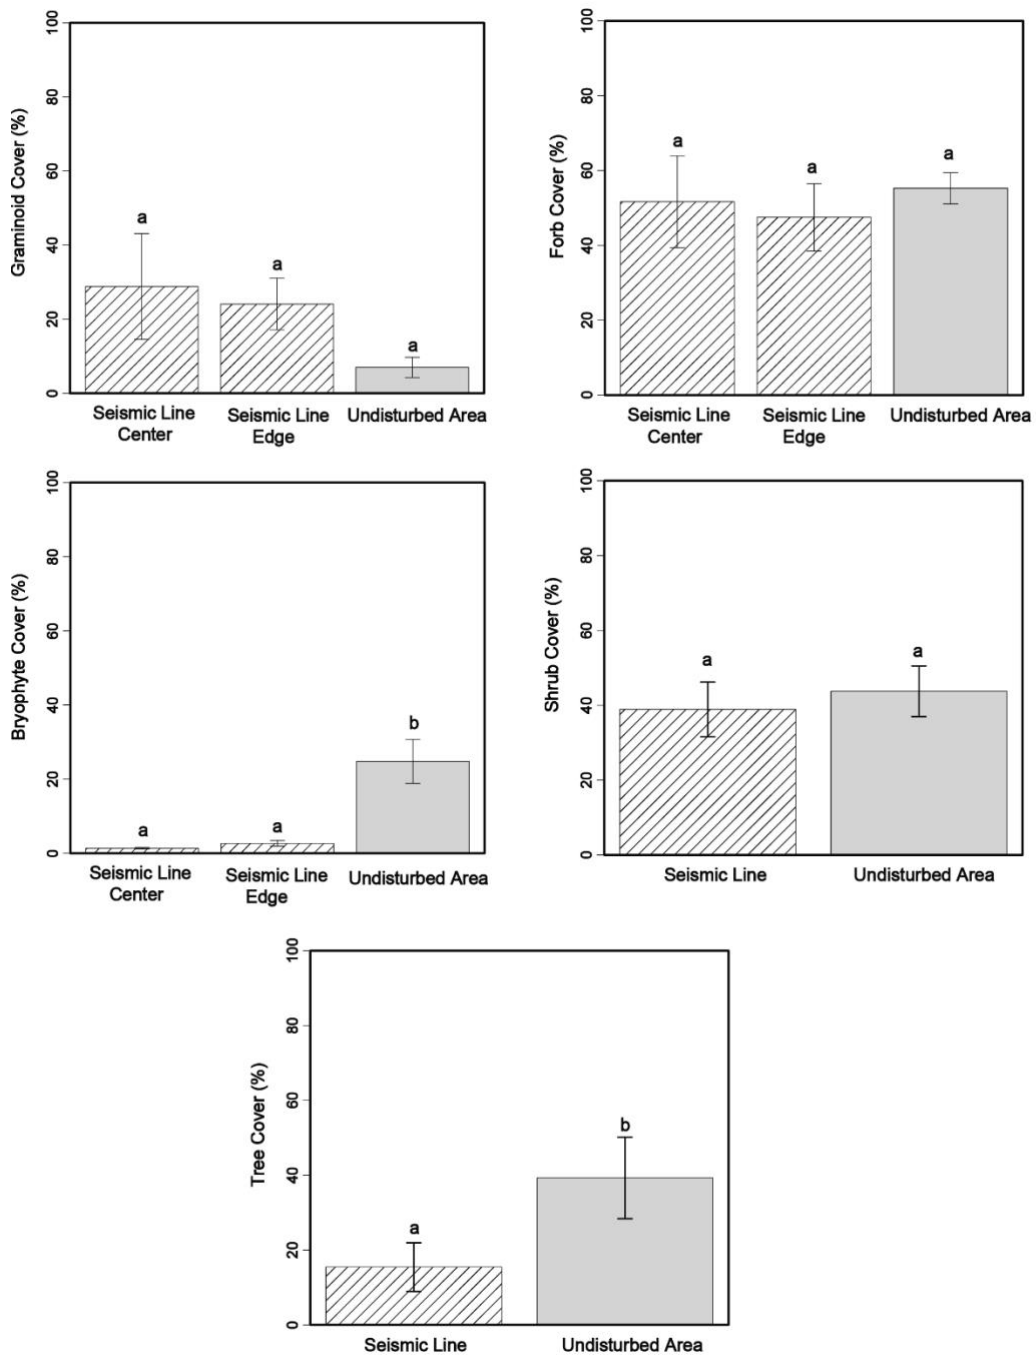 Graminoid Cover (%)
100
80
60
40
20
0
a
a
a
Seismic Line
Center
Seismic Line
Edge
Undisturbed Area
Forb Cover (%)
100
80
60
40
20
0
a
a
a
Seismic Line
Center
Seismic Line
Edge
Undisturbed Area
Bryophyte Cover (%)
100
80
60
40
20
0
a
a
b
Seismic Line
Center
Seismic Line
Edge
Undisturbed Area
Shrub Cover (%)
100
80
60
40
20
0
a
a
Seismic Line
Undisturbed Area
Tree Cover (%)
100
80
60
40
20
0
a
b
Seismic Line
Undisturbed Area